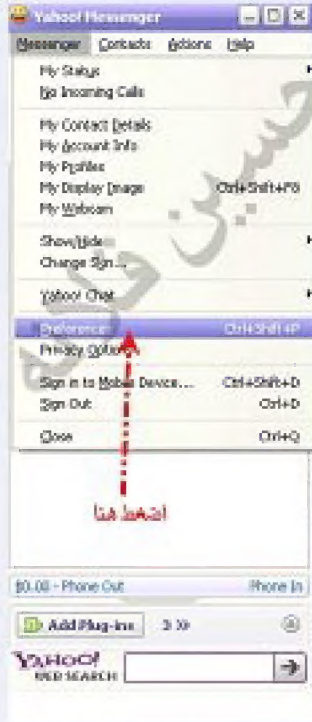 Yahoo! Messenger
Messenger Contacts Actions Help
My Status
No Incoming Calls
My Contact Details
My Account Info
My Profiles
My Display Image Ctrl+Shift+F8
My Webcam
Show/Hide
Change Skin...
Yahoo! Chat
Preferences Ctrl+Shift+P
Privacy Options
Sign in to Mobile Device... Ctrl+Shift+D
Sign Out Ctrl+D
Close Ctrl+Q
اضغط هنا
$0.00 - Phone Out Phone In
Add Plug-ins
YAHOO!
WEB SEARCH
حسين